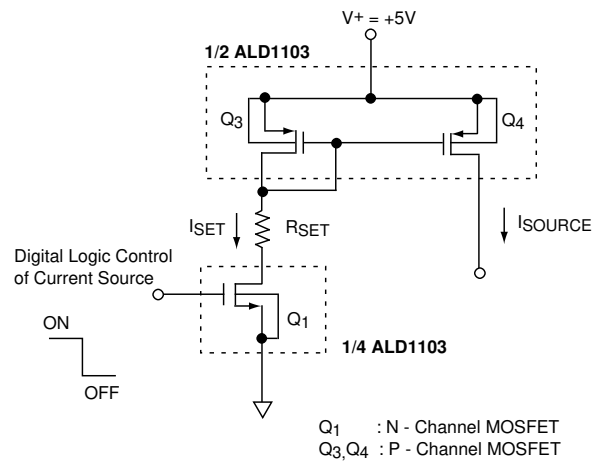 V+ = +5V
1/2 ALD1103
Q3
Q4
ISET
RSET
ISOURCE
Digital Logic Control
of Current Source
Q1
ON
OFF
1/4 ALD1103
Q1 : N - Channel MOSFET
Q3,Q4 : P - Channel MOSFET